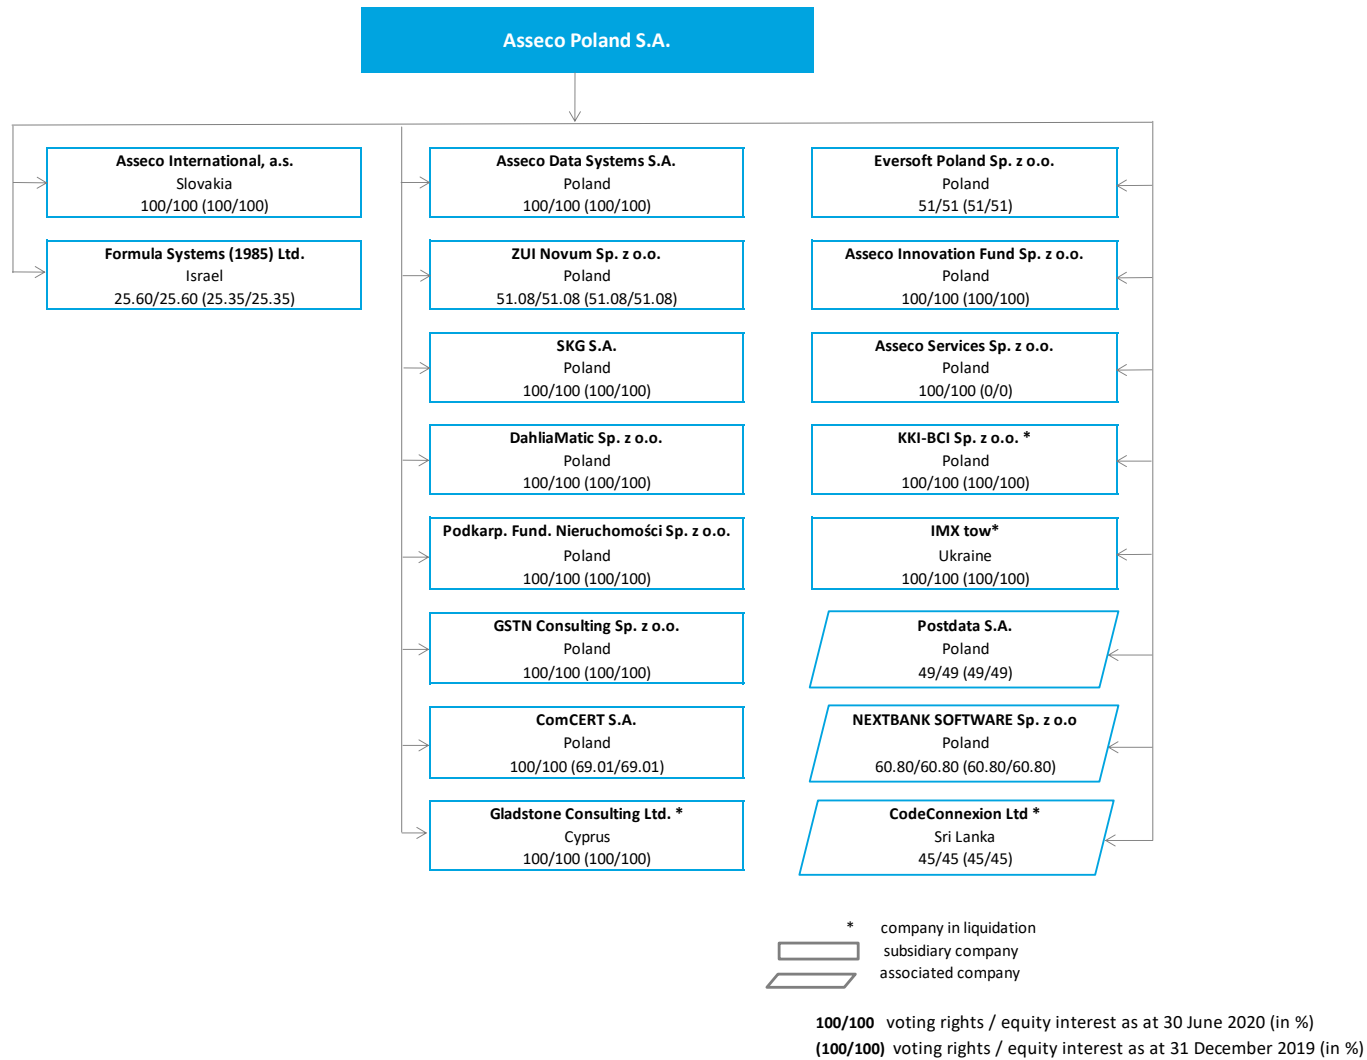 Asseco Poland S.A.
Asseco International, a.s.
Slovakia
100/100 (100/100)
Formula Systems (1985) Ltd.
Israel
25.60/25.60 (25.35/25.35)
Asseco Data Systems S.A.
Poland
100/100 (100/100)
ZUI Novum Sp. z o.o.
Poland
51.08/51.08 (51.08/51.08)
SKG S.A.
Poland
100/100 (100/100)
DahliaMatic Sp. z o.o.
Poland
100/100 (100/100)
Podkarp. Fund. Nieruchomości Sp. z o.o.
Poland
100/100 (100/100)
GSTN Consulting Sp. z o.o.
Poland
100/100 (100/100)
ComCERT S.A.
Poland
100/100 (69.01/69.01)
Gladstone Consulting Ltd. *
Cyprus
100/100 (100/100)
Eversoft Poland Sp. z o.o.
Poland
51/51 (51/51)
Asseco Innovation Fund Sp. z o.o.
Poland
100/100 (100/100)
Asseco Services Sp. z o.o.
Poland
100/100 (0/0)
KKI-BCI Sp. z o.o. *
Poland
100/100 (100/100)
IMX tow*
Ukraine
100/100 (100/100)
Postdata S.A.
Poland
49/49 (49/49)
NEXTBANK SOFTWARE Sp. z o.o
Poland
60.80/60.80 (60.80/60.80)
CodeConnexion Ltd *
Sri Lanka
45/45 (45/45)
* company in liquidation
subsidiary company
associated company
100/100 voting rights / equity interest as at 30 June 2020 (in %)
(100/100) voting rights / equity interest as at 31 December 2019 (in %)